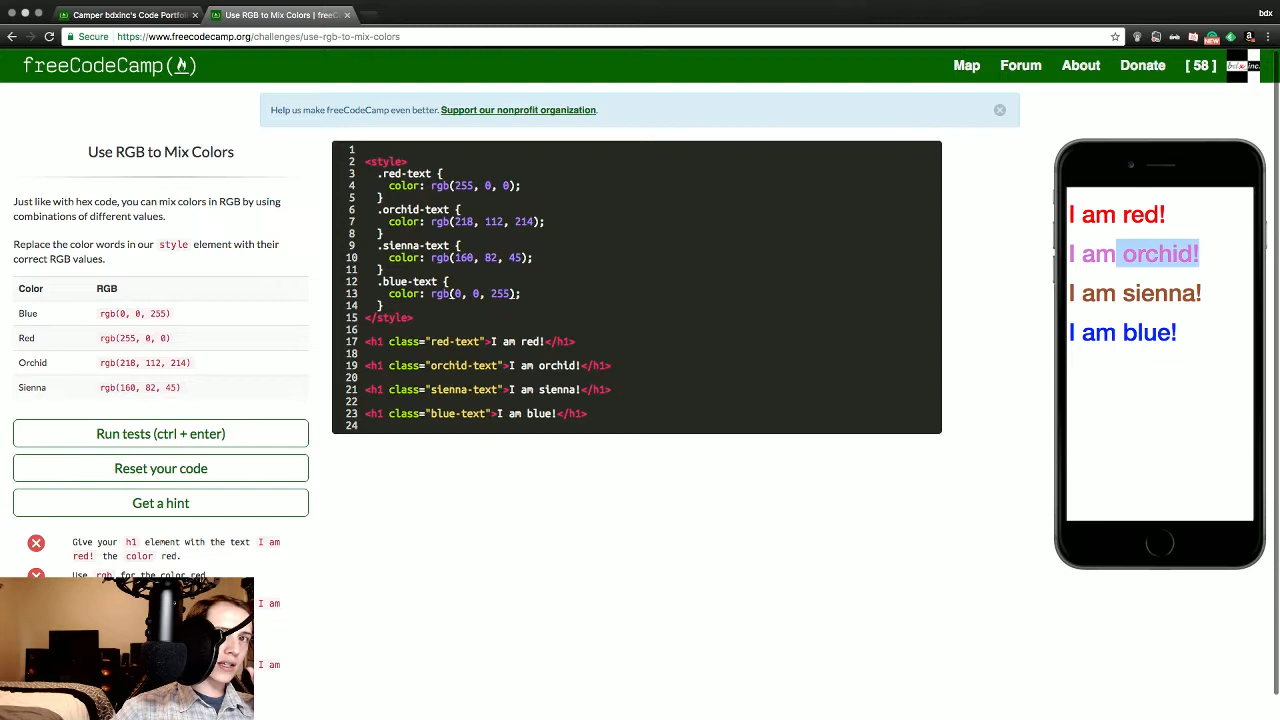 Camper bdxinc's Code Portfoli
Use RGB to Mix Colors | freeC
bdx
Secure
https://www.freecodecamp.org/challenges/use-rgb-to-mix-colors
NEW
freeCodeCamp
Map
Forum
About
Donate
[ 58 ]
bdx inc.
Help us make freeCodeCamp even better. Support our nonprofit organization.
Use RGB to Mix Colors
Just like with hex code, you can mix colors in RGB by using
combinations of different values.
Replace the color words in our style element with their
correct RGB values.
Color RGB
Blue rgb(0, 0, 255)
Red rgb(255, 0, 0)
Orchid rgb(218, 112, 214)
Sienna rgb(160, 82, 45)
Run tests (ctrl + enter)
Reset your code
Get a hint
Give your h1 element with the text I am
red! the color red.
Use rgb for the color red
I am
I am
1
2 <style>
3 .red-text {
4 color: rgb(255, 0, 0);
5 }
6 .orchid-text {
7 color: rgb(218, 112, 214);
8 }
9 .sienna-text {
10 color: rgb(160, 82, 45);
11 }
12 .blue-text {
13 color: rgb(0, 0, 255);
14 }
15 </style>
16
17 <h1 class="red-text">I am red!</h1>
18
19 <h1 class="orchid-text">I am orchid!</h1>
20
21 <h1 class="sienna-text">I am sienna!</h1>
22
23 <h1 class="blue-text">I am blue!</h1>
24
I am red!
I am orchid!
I am sienna!
I am blue!